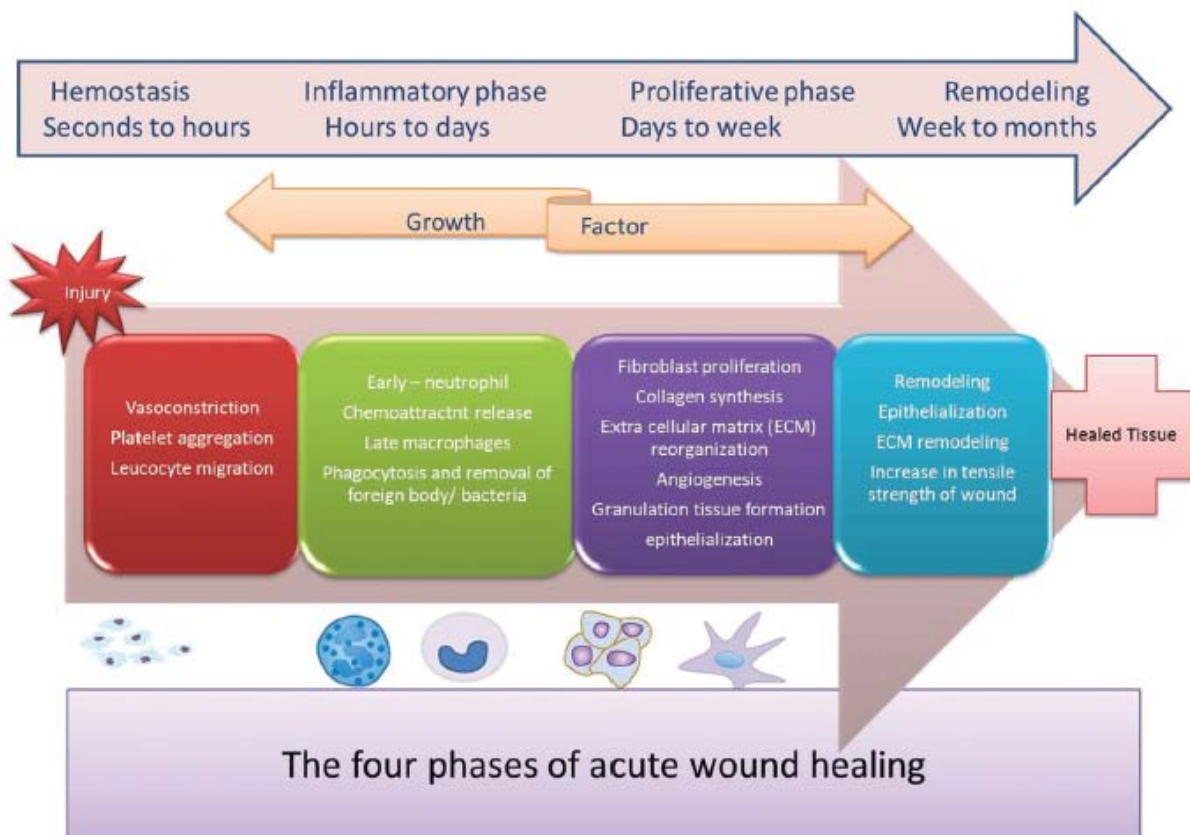 Hemostasis
Seconds to hours
Inflammatory phase
Hours to days
Proliferative phase
Days to week
Remodeling
Week to months
Growth
Factor
Injury
Vasoconstriction
Platelet aggregation
Leucocyte migration
Early – neutrophil
Chemoattractnt release
Late macrophages
Phagocytosis and removal of
foreign body/ bacteria
Fibroblast proliferation
Collagen synthesis
Extra cellular matrix (ECM)
reorganization
Angiogenesis
Granulation tissue formation
epithelialization
Remodeling
Epithelialization
ECM remodeling
Increase in tensile
strength of wound
Healed Tissue
The four phases of acute wound healing